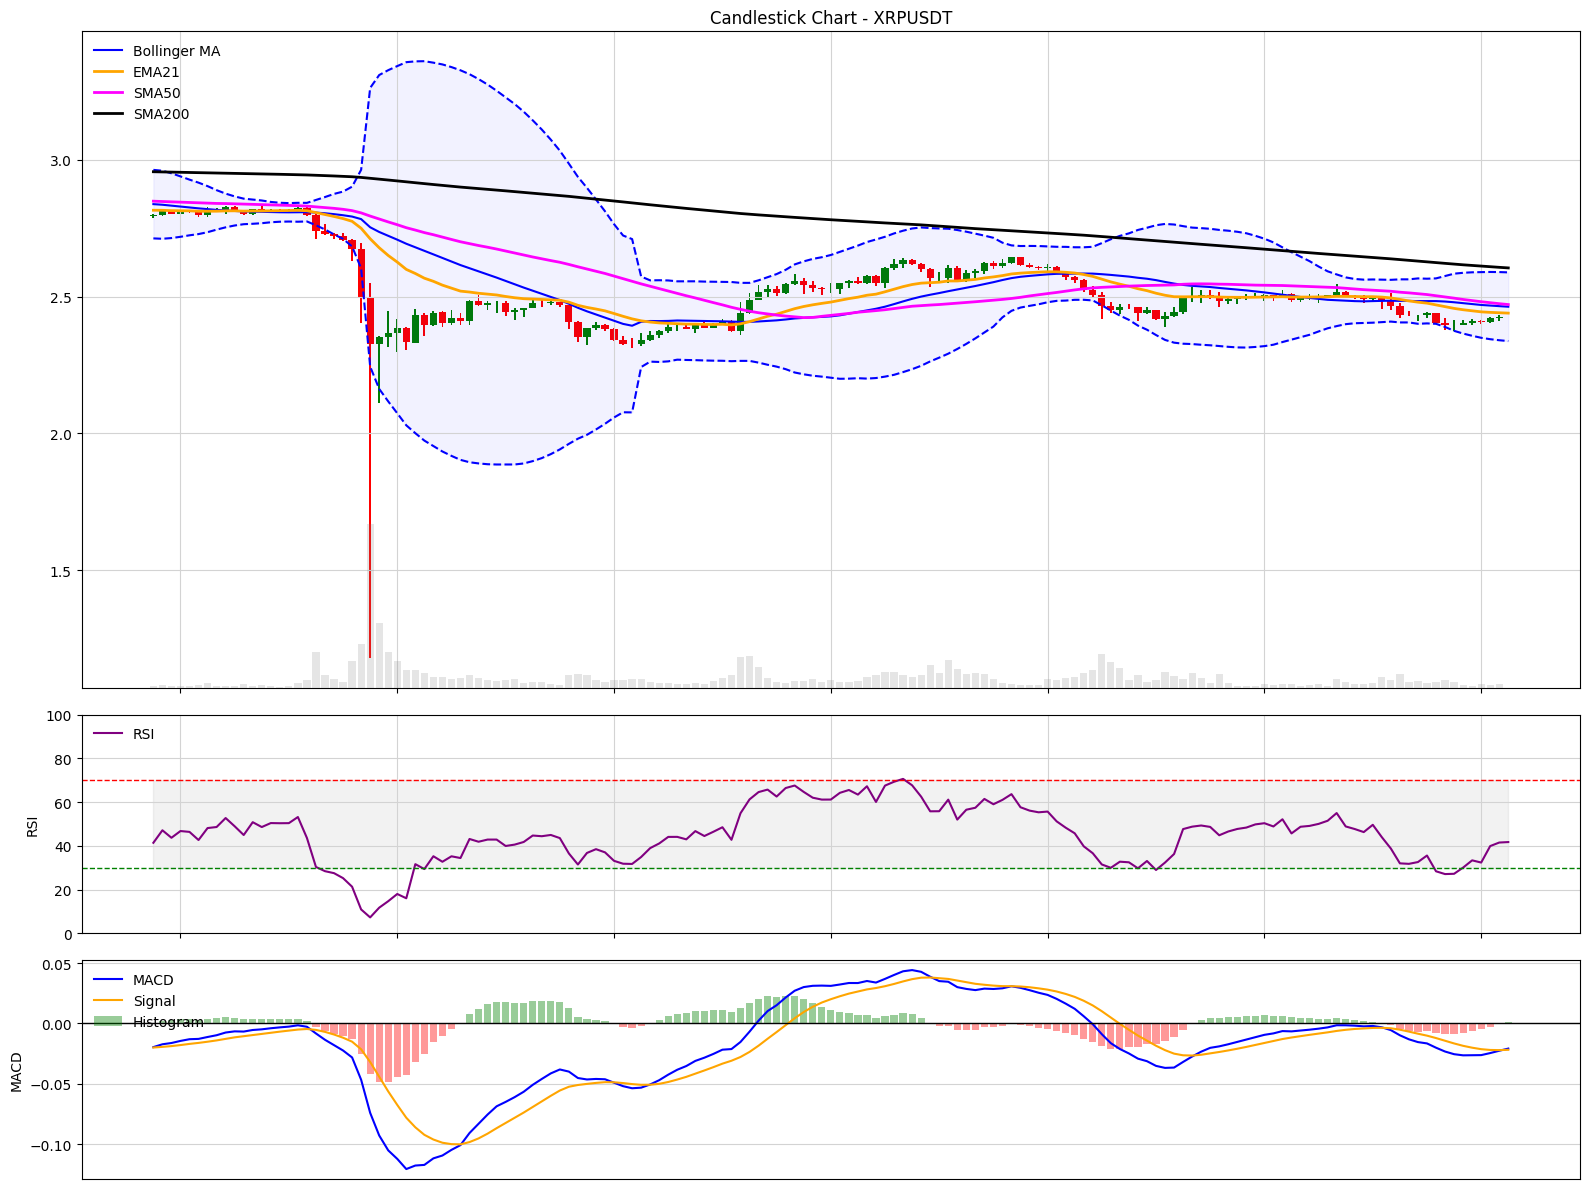 Candlestick Chart - XRPUSDT
Bollinger MA
EMA21
SMA50
SMA200
3.0
2.5
2.0
1.5
100
80
60
40
20
0
RSI
RSI
0.05
0.00
−0.05
−0.10
MACD
MACD
Signal
Histogram